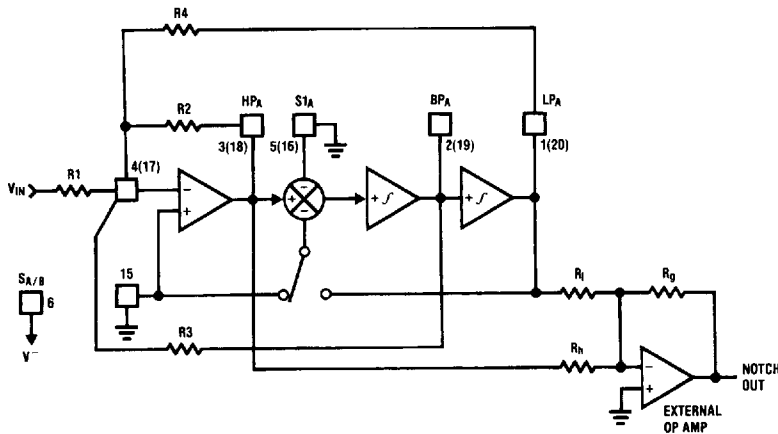 R4
R2
HPA
S1A
BPA
LPA
3(18)
5(16)
2(19)
1(20)
VIN
R1
4(17)
−
+
+
−
−
+ ∫
+ ∫
SA/B
6
V−
15
R3
Rl
Rg
Rh
−
+
NOTCH
OUT
EXTERNAL
OP AMP